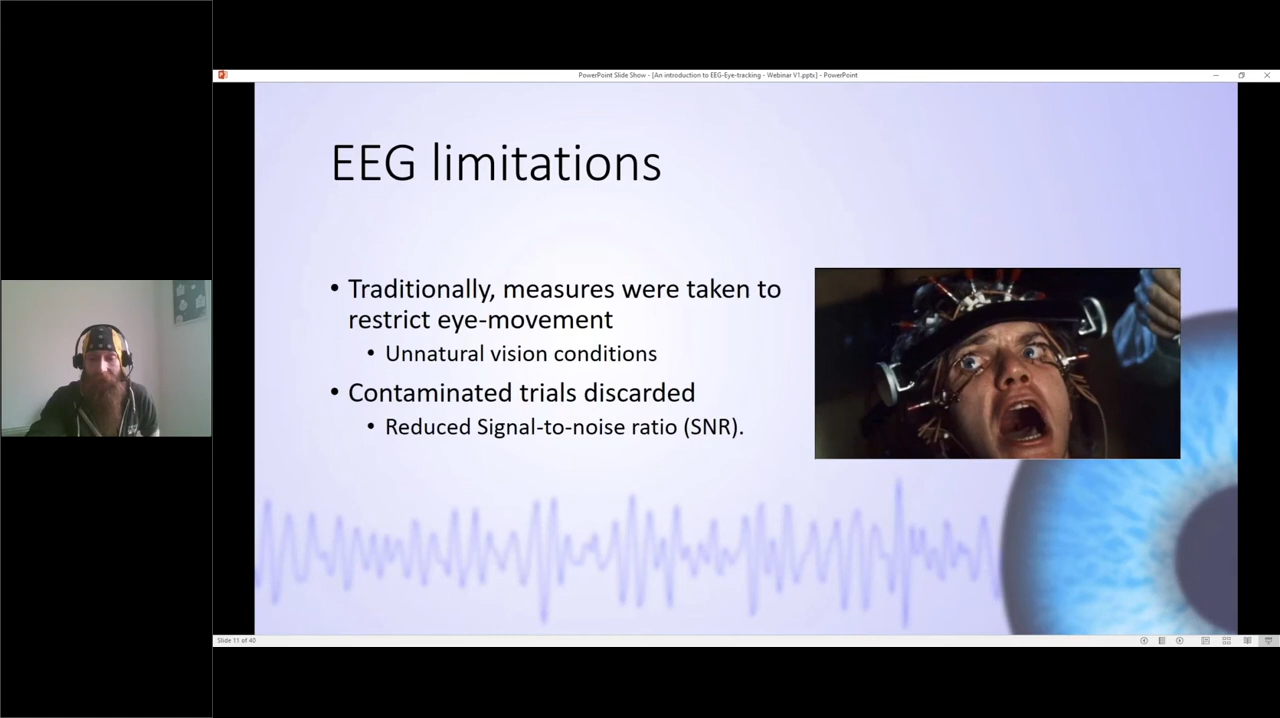 PowerPoint Slide Show - [An introduction to EEG-Eye-tracking - Webinar V1.pptx] - PowerPoint
EEG limitations
• Traditionally, measures were taken to
restrict eye-movement
• Unnatural vision conditions
• Contaminated trials discarded
• Reduced Signal-to-noise ratio (SNR).
Slide 11 of 40